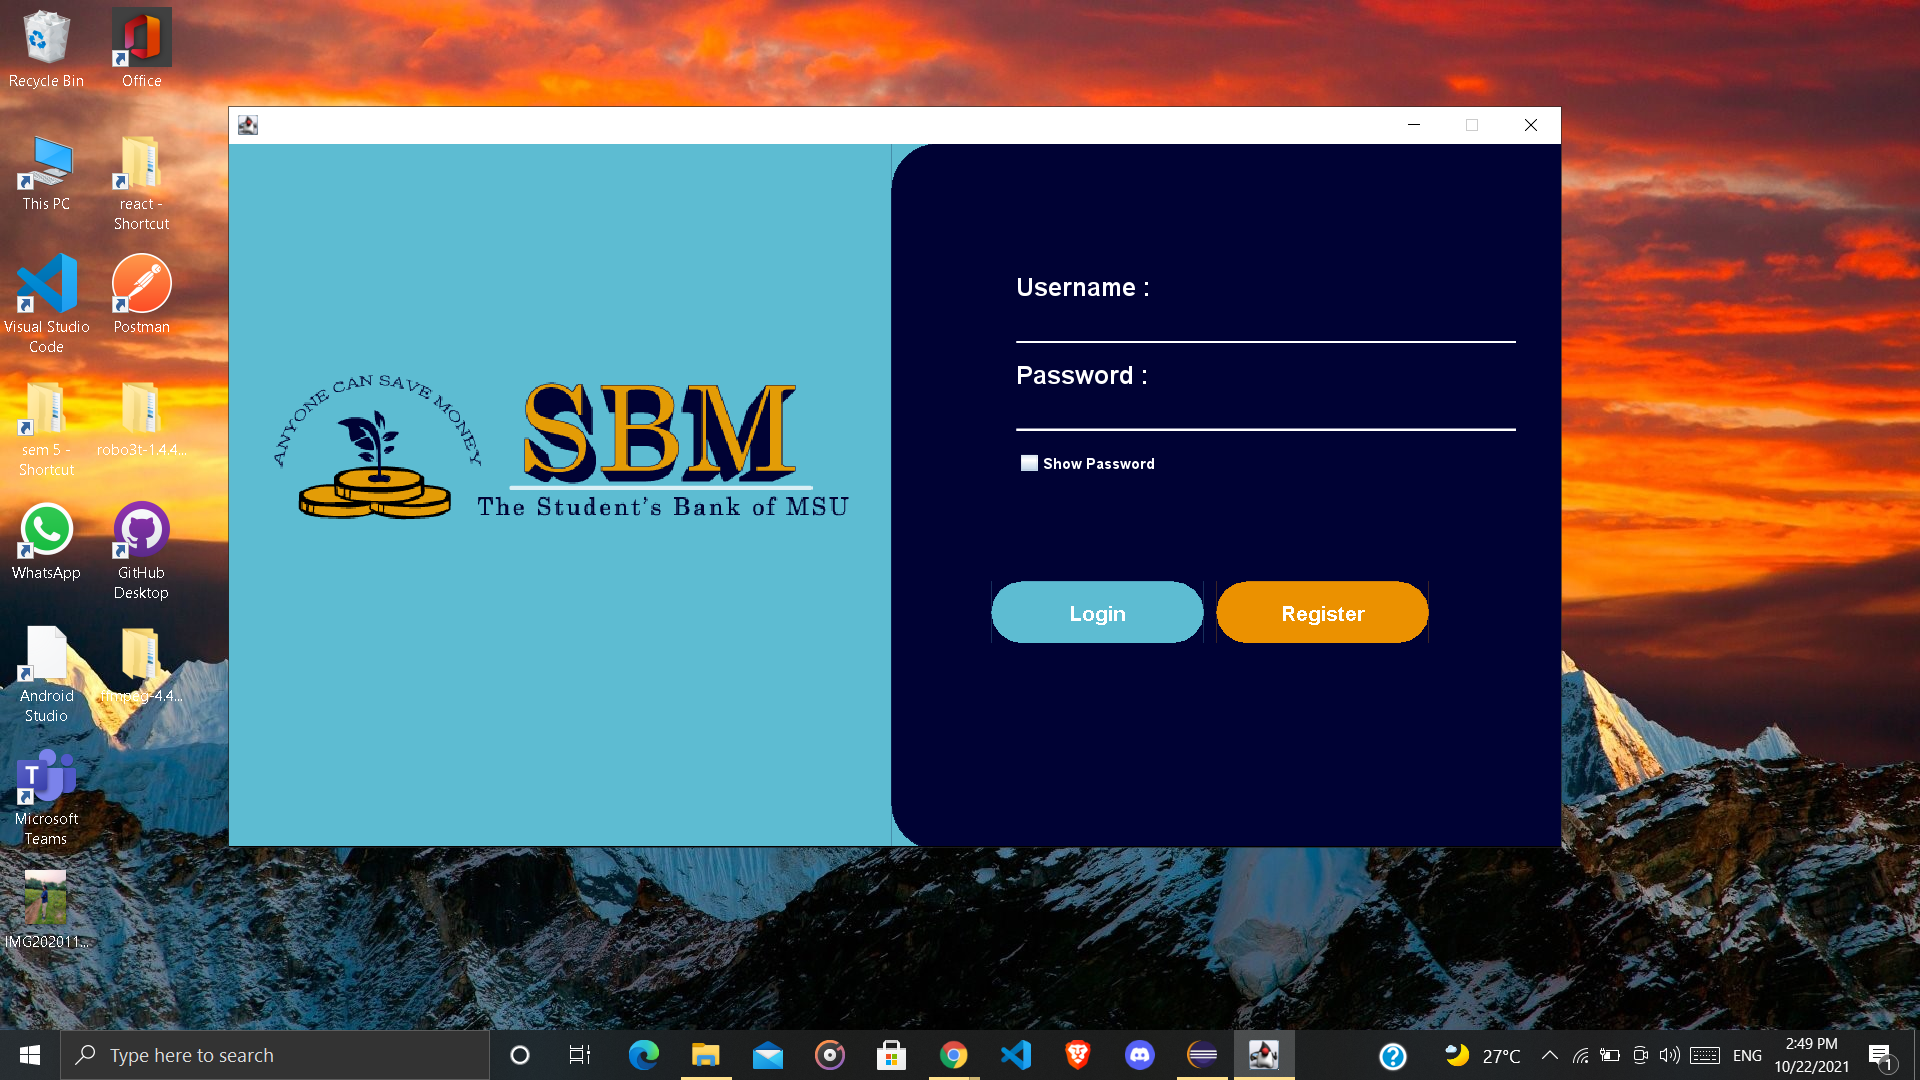 Recycle Bin
Office
This PC
react -
Shortcut
Visual Studio
Code
Postman
sem 5 -
Shortcut
robo3t-1.4.4...
WhatsApp
GitHub
Desktop
Android
Studio
ffmpeg-4.4...
Microsoft
Teams
IMG202011...
ANYONE CAN SAVE MONEY
SBM
The Student's Bank of MSU
Username :
Password :
Show Password
Login
Register
Type here to search
27°C
ENG
2:49 PM
10/22/2021
1